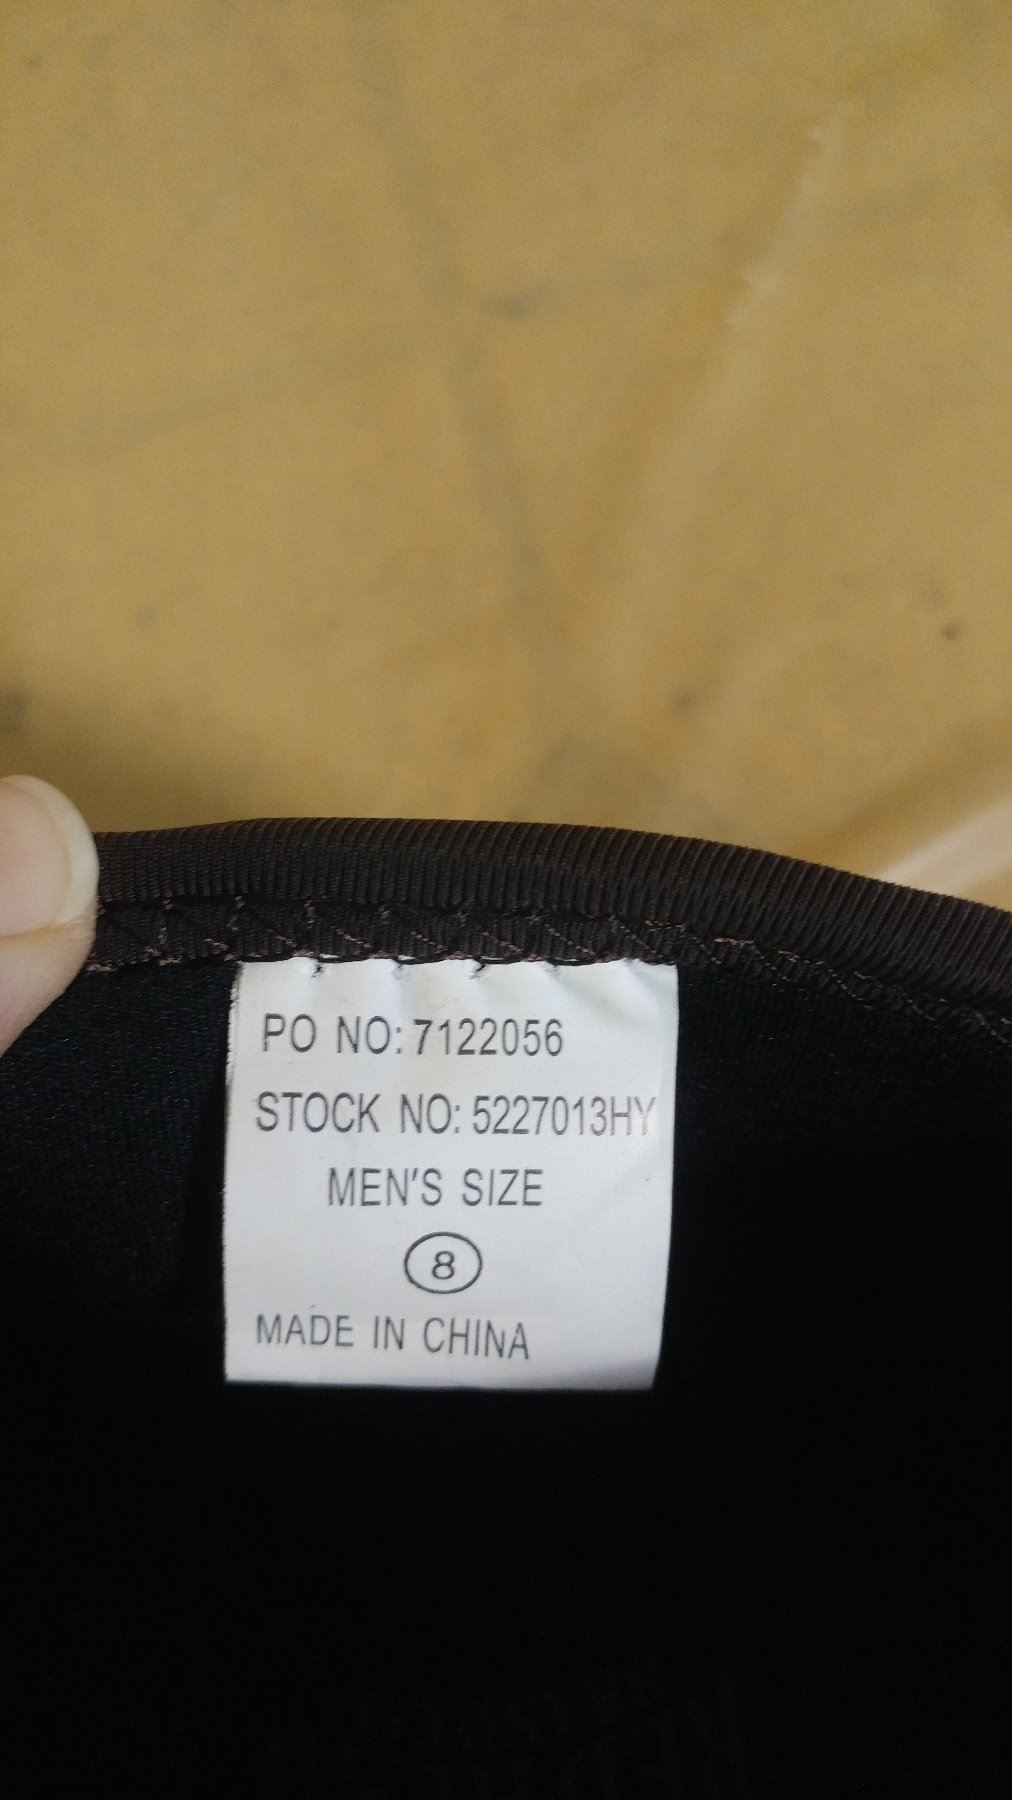 PO NO: 7122056
STOCK NO: 5227013HY
MEN'S SIZE
8
MADE IN CHINA